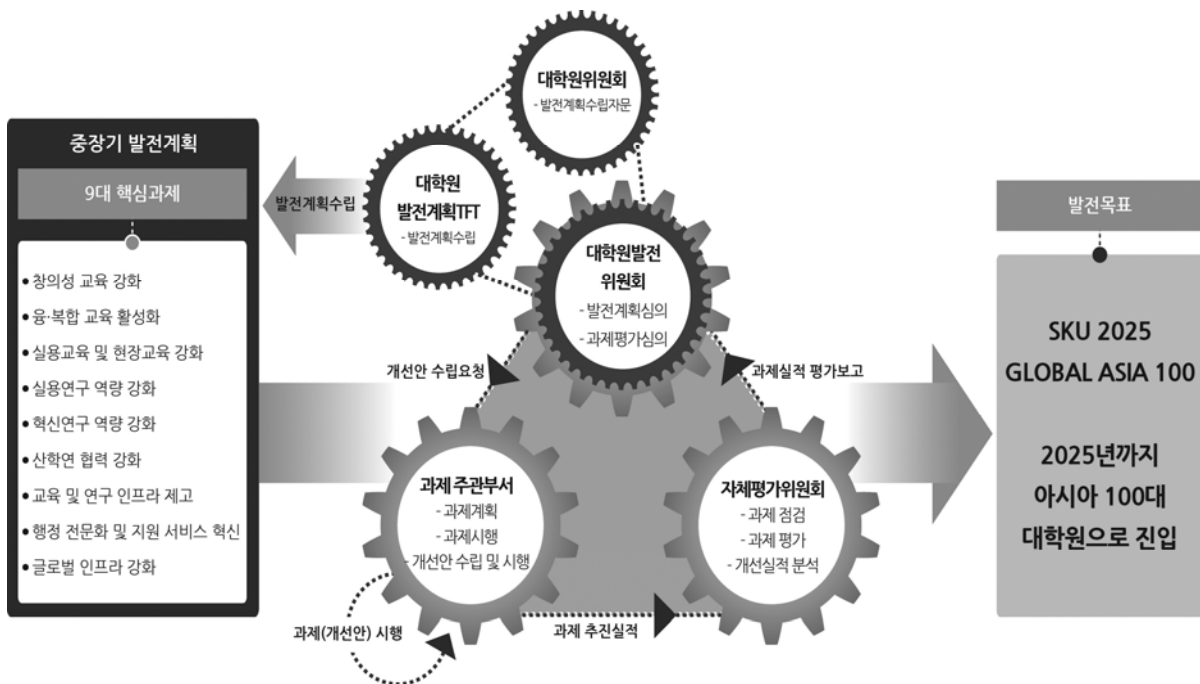 중장기 발전계획
9대 핵심과제
• 창의성 교육 강화
• 융·복합 교육 활성화
• 실용교육 및 현장교육 강화
• 실용연구 역량 강화
• 혁신연구 역량 강화
• 산학연 협력 강화
• 교육 및 연구 인프라 제고
• 행정 전문화 및 지원 서비스 혁신
• 글로벌 인프라 강화
발전계획수립
대학원위원회
- 발전계획수립자문
대학원
발전계획TFT
- 발전계획수립
대학원발전
위원회
- 발전계획심의
- 과제평가심의
개선안 수립요청
과제실적 평가보고
과제 주관부서
- 과제계획
- 과제시행
- 개선안 수립 및 시행
자체평가위원회
- 과제 점검
- 과제 평가
- 개선실적 분석
과제(개선안) 시행
과제 추진실적
발전목표
SKU 2025
GLOBAL ASIA 100
2025년까지
아시아 100대
대학원으로 진입